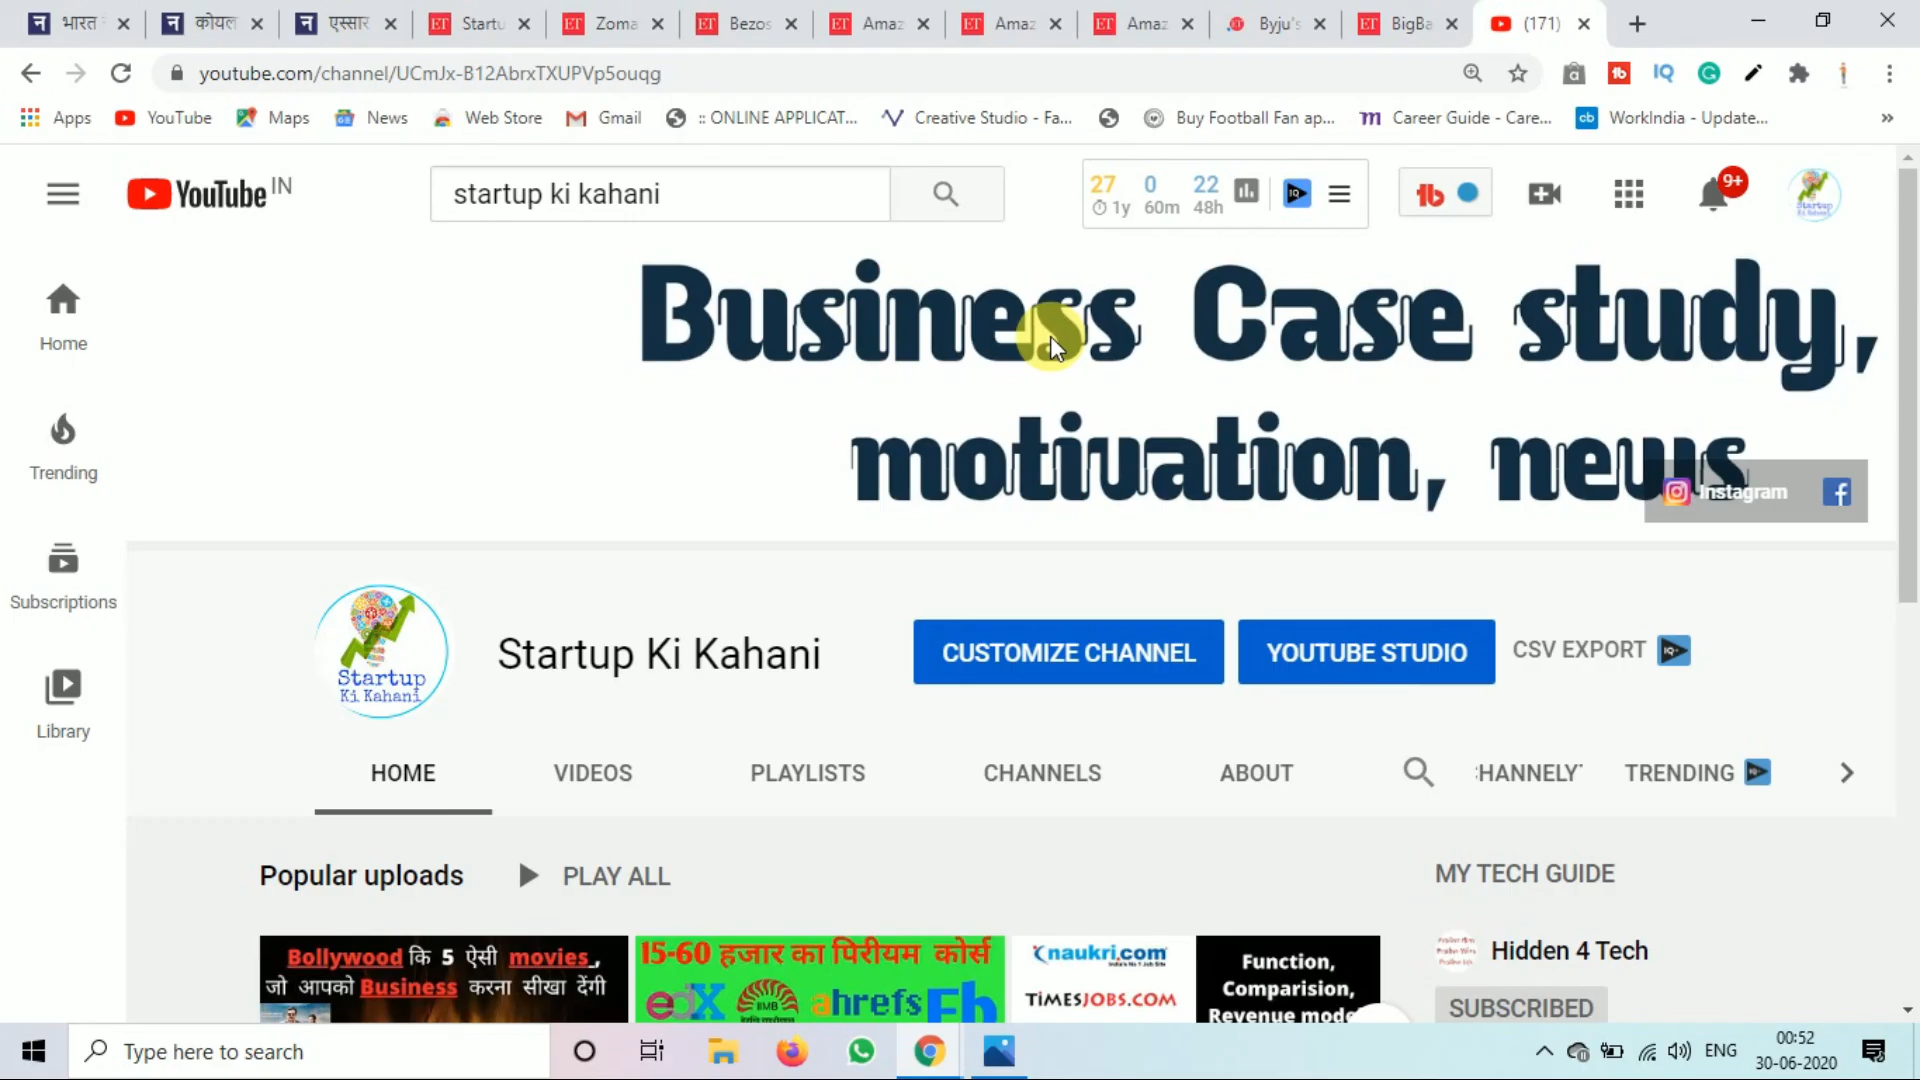 भारत कोयल एस्सार Startu Zoma Bezos Amaz Amaz Amaz Byju's BigBa (171)
youtube.com/channel/UCmJx-B12AbrxTXUPVp5ouqg
Apps YouTube Maps News Web Store Gmail :: ONLINE APPLICAT... Creative Studio - Fa... Buy Football Fan ap... Career Guide - Care... WorkIndia - Update... »
YouTube IN startup ki kahani 27 0 22 9+
1y 60m 48h
Business Case study,
motivation, news
Instagram
Home
Trending
Subscriptions
Library
Startup Ki Kahani
Startup Ki Kahani CUSTOMIZE CHANNEL YOUTUBE STUDIO CSV EXPORT
HOME VIDEOS PLAYLISTS CHANNELS ABOUT HANNELY TRENDING
Popular uploads PLAY ALL MY TECH GUIDE
Bollywood कि 5 ऐसी movies,
जो आपको Business करना सीखा देंगी
15-60 हजार का पिरीयम कोर्स
edX IIMB ahrefs Fb
naukri.com
TIMESJOBS.COM
Function,
Comparision,
Revenue mode
Hidden 4 Tech
SUBSCRIBED
Type here to search ENG 00:52
30-06-2020